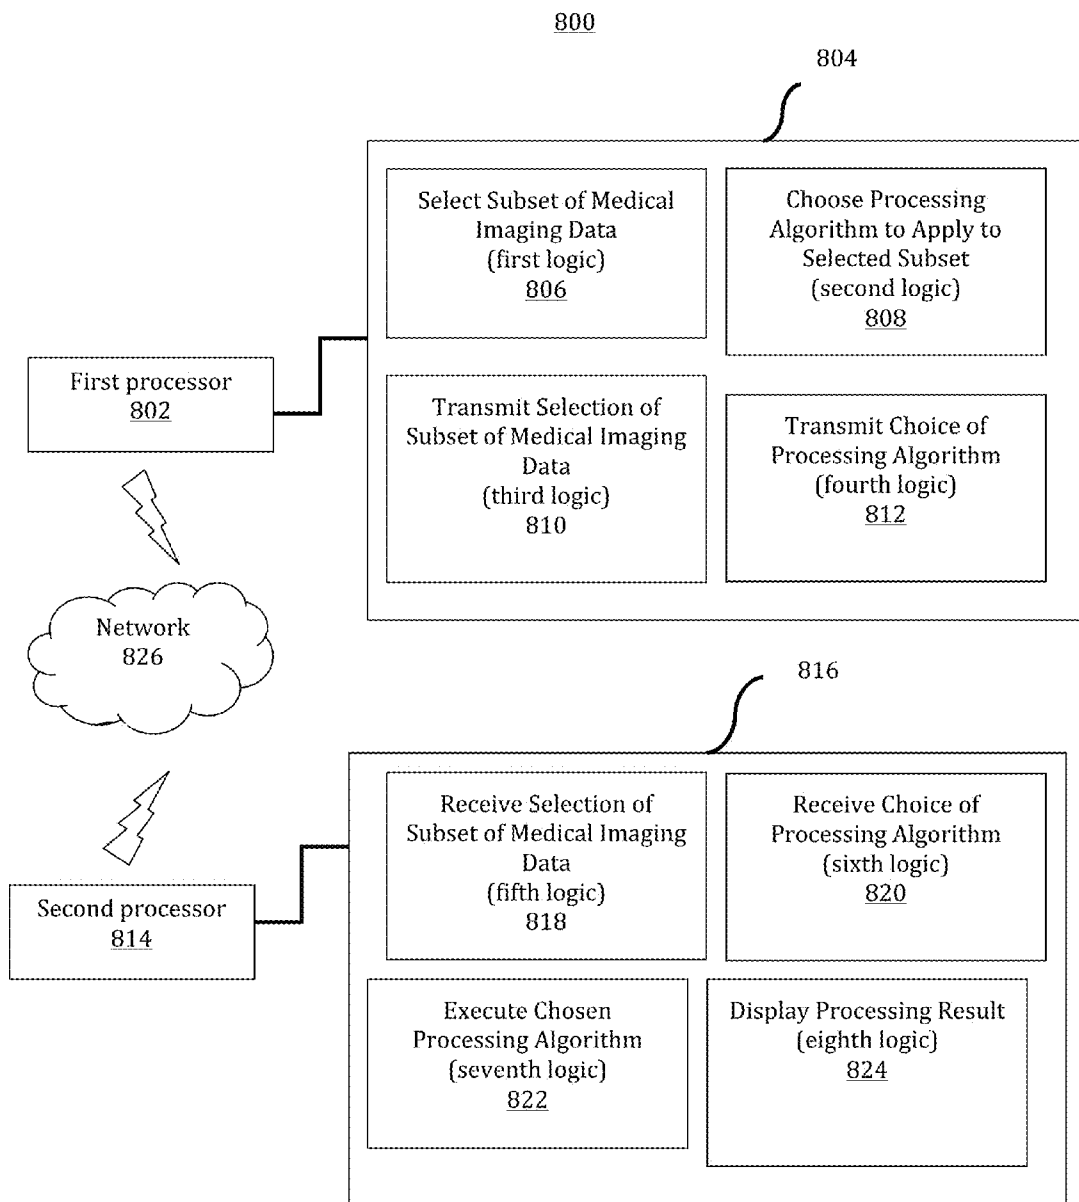 800
804
Select Subset of Medical
Imaging Data
(first logic)
806
Choose Processing
Algorithm to Apply to
Selected Subset
(second logic)
808
First processor
802
Transmit Selection of
Subset of Medical Imaging
Data
(third logic)
810
Transmit Choice of
Processing Algorithm
(fourth logic)
812
Network
826
816
Receive Selection of
Subset of Medical Imaging
Data
(fifth logic)
818
Receive Choice of
Processing Algorithm
(sixth logic)
820
Second processor
814
Execute Chosen
Processing Algorithm
(seventh logic)
822
Display Processing Result
(eighth logic)
824